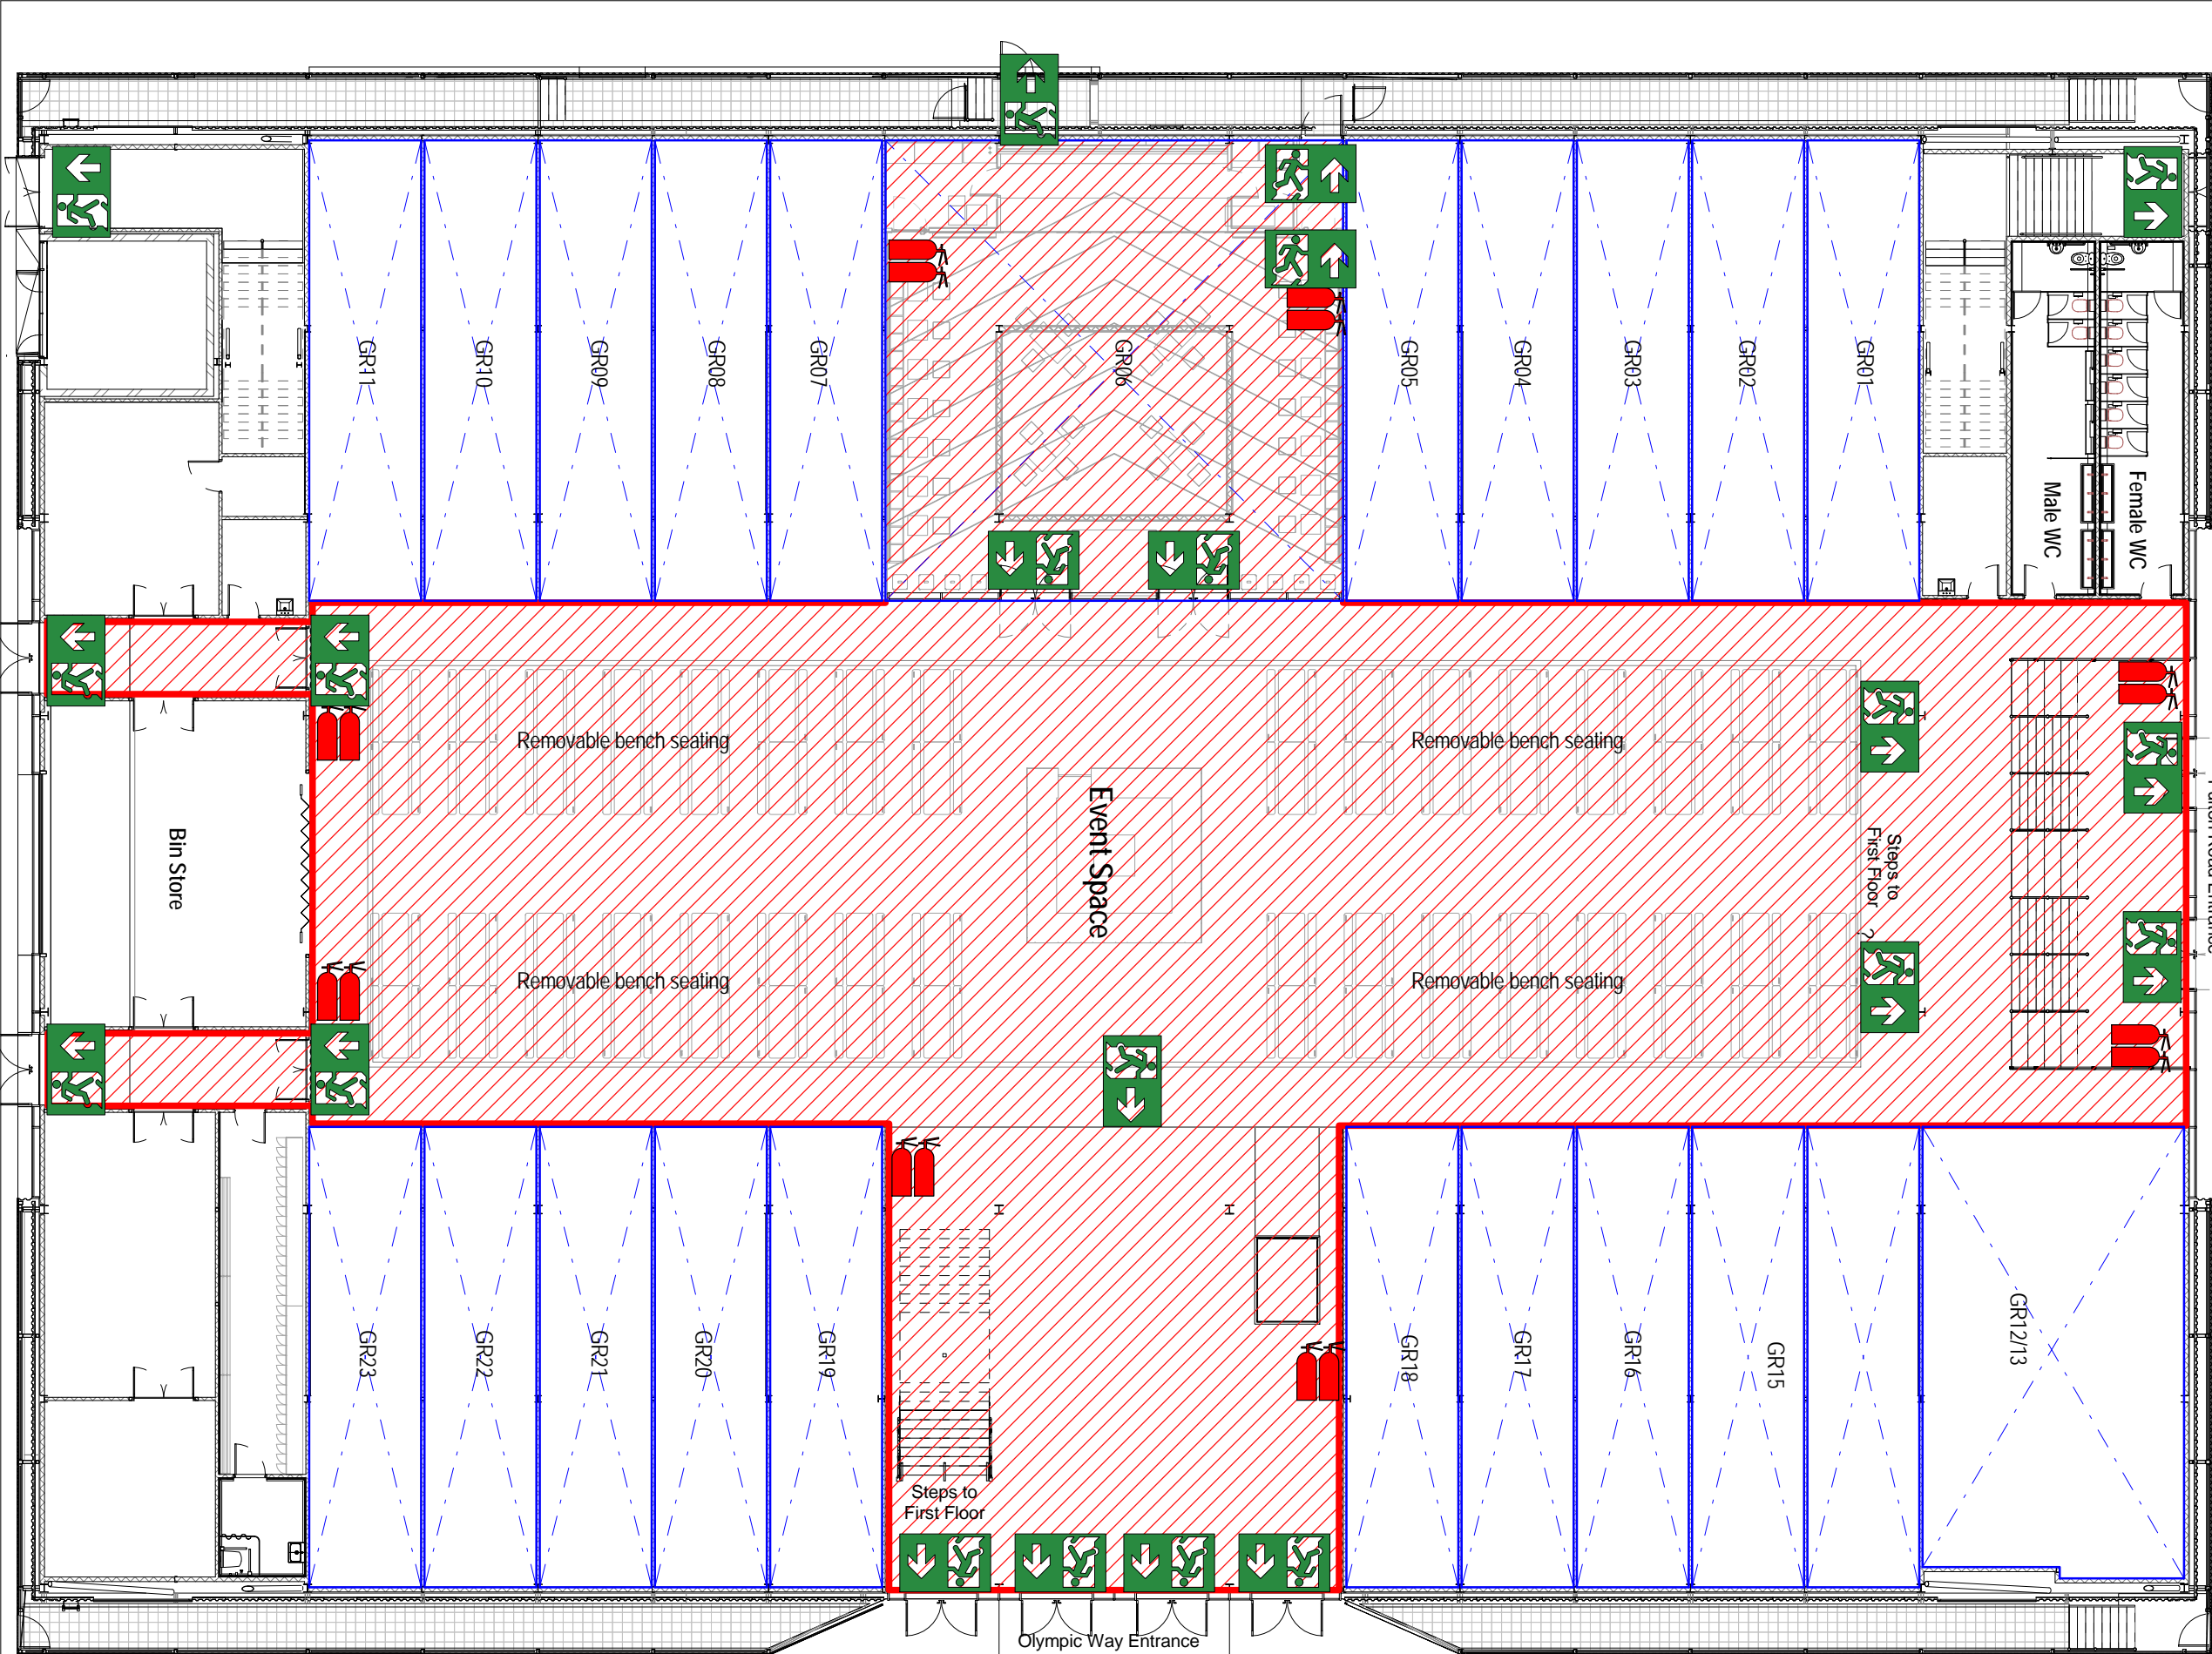 GR11
GR10
GR09
GR08
GR07
GR06
GR05
GR04
GR03
GR02
GR01
Male WC
Female WC
Removable bench seating
Removable bench seating
Event Space
Steps to
First Floor
?
Bin Store
Removable bench seating
Removable bench seating
GR23
GR22
GR21
GR20
GR19
GR18
GR17
GR16
GR15
GR12/13
Steps to
First Floor
Olympic Way Entrance